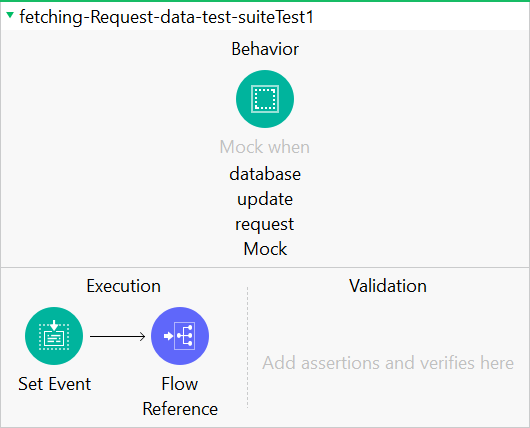 fetching-Request-data-test-suiteTest1
Behavior
Mock when
database
update
request
Mock
Execution
Validation
Set Event
Flow
Reference
Add assertions and verifies here